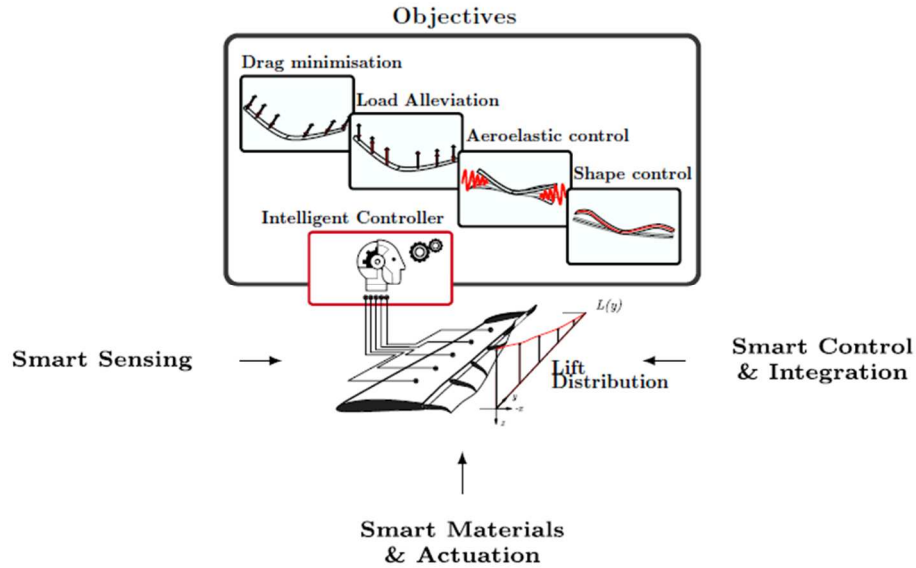 Objectives
Drag minimisation
Load Alleviation
Aeroelastic control
Shape control
Intelligent Controller
L(y)
Smart Sensing
Smart Control
& Integration
Lift
Distribution
y
-x
z
Smart Materials
& Actuation